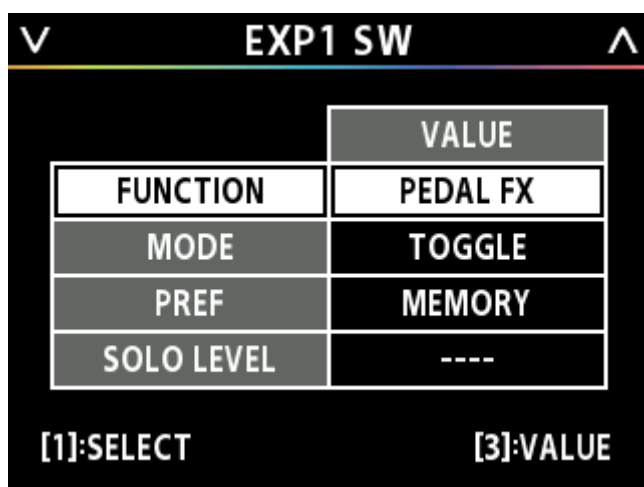 ∨ EXP1 SW ∧
VALUE
FUNCTION PEDAL FX
MODE TOGGLE
PREF MEMORY
SOLO LEVEL ----
[1]:SELECT [3]:VALUE